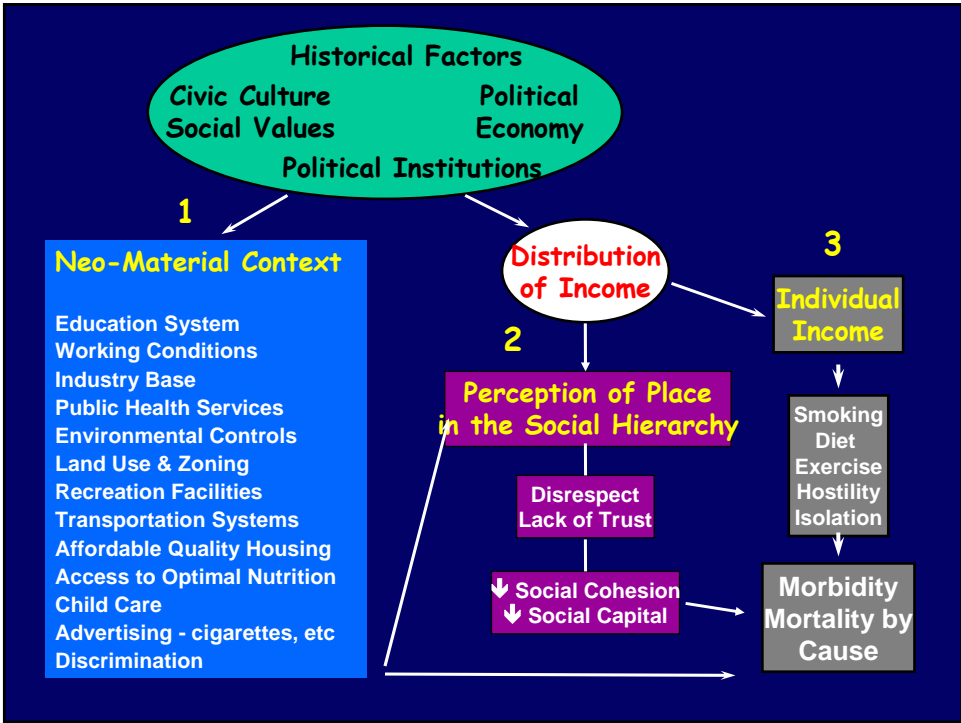 Historical Factors
Civic Culture
Social Values
Political
Economy
Political Institutions
1
Neo-Material Context
Education System
Working Conditions
Industry Base
Public Health Services
Environmental Controls
Land Use & Zoning
Recreation Facilities
Transportation Systems
Affordable Quality Housing
Access to Optimal Nutrition
Child Care
Advertising - cigarettes, etc
Discrimination
Distribution
of Income
2
Perception of Place
in the Social Hierarchy
Disrespect
Lack of Trust
🡻 Social Cohesion
🡻 Social Capital
3
Individual
Income
Smoking
Diet
Exercise
Hostility
Isolation
Morbidity
Mortality by
Cause